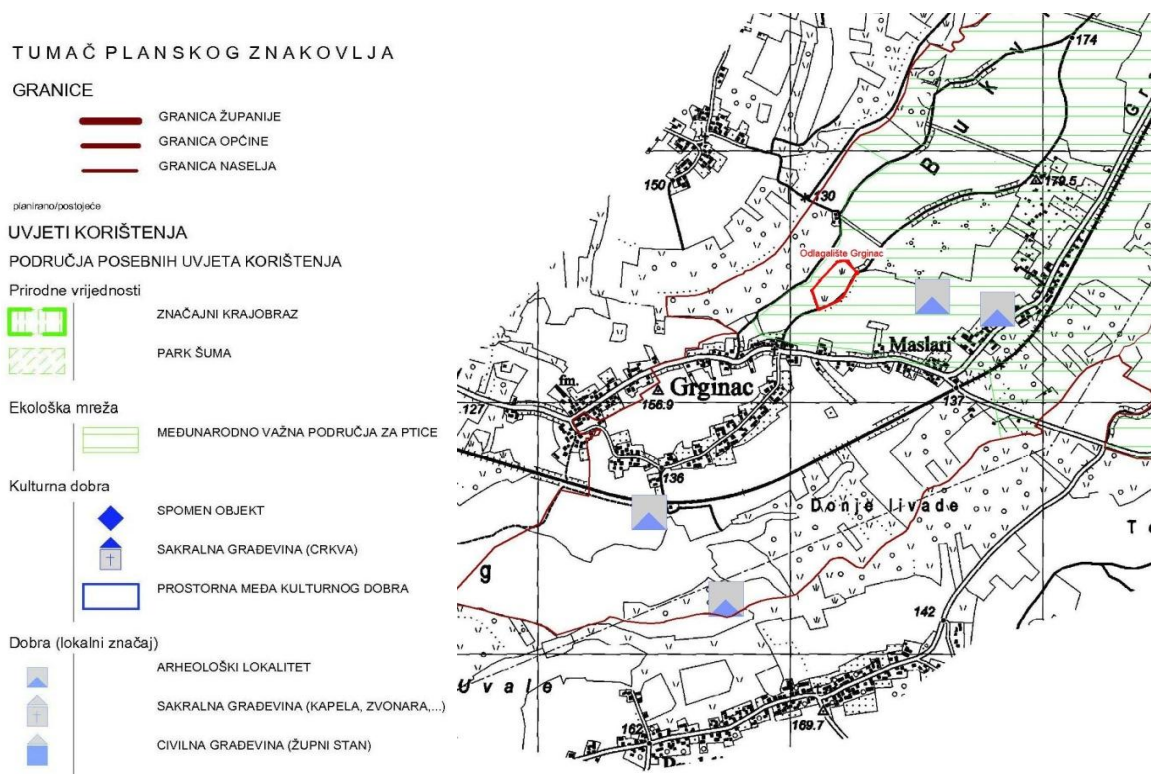 TUMAČ PLANSKOG ZNAKOVLJA
GRANICE
GRANICA ŽUPANIJE
GRANICA OPĆINE
GRANICA NASELJA
planirano/postojeće
UVJETI KORIŠTENJA
PODRUČJA POSEBNIH UVJETA KORIŠTENJA
Prirodne vrijednosti
ZNAČAJNI KRAJOBRAZ
PARK ŠUMA
Ekološka mreža
MEĐUNARODNO VAŽNA PODRUČJA ZA PTICE
Kulturna dobra
SPOMEN OBJEKT
SAKRALNA GRAĐEVINA (CRKVA)
PROSTORNA MEĐA KULTURNOG DOBRA
Dobra (lokalni značaj)
ARHEOLOŠKI LOKALITET
SAKRALNA GRAĐEVINA (KAPELA, ZVONARA,...)
CIVILNA GRAĐEVINA (ŽUPNI STAN)
174
B u k v
G r
150
179.5
130
Odlagalište Grginac
Maslari
fm.
Grginac
156.9
127
137
136
Donje livade
T
g
142
Uvale
162
169.7